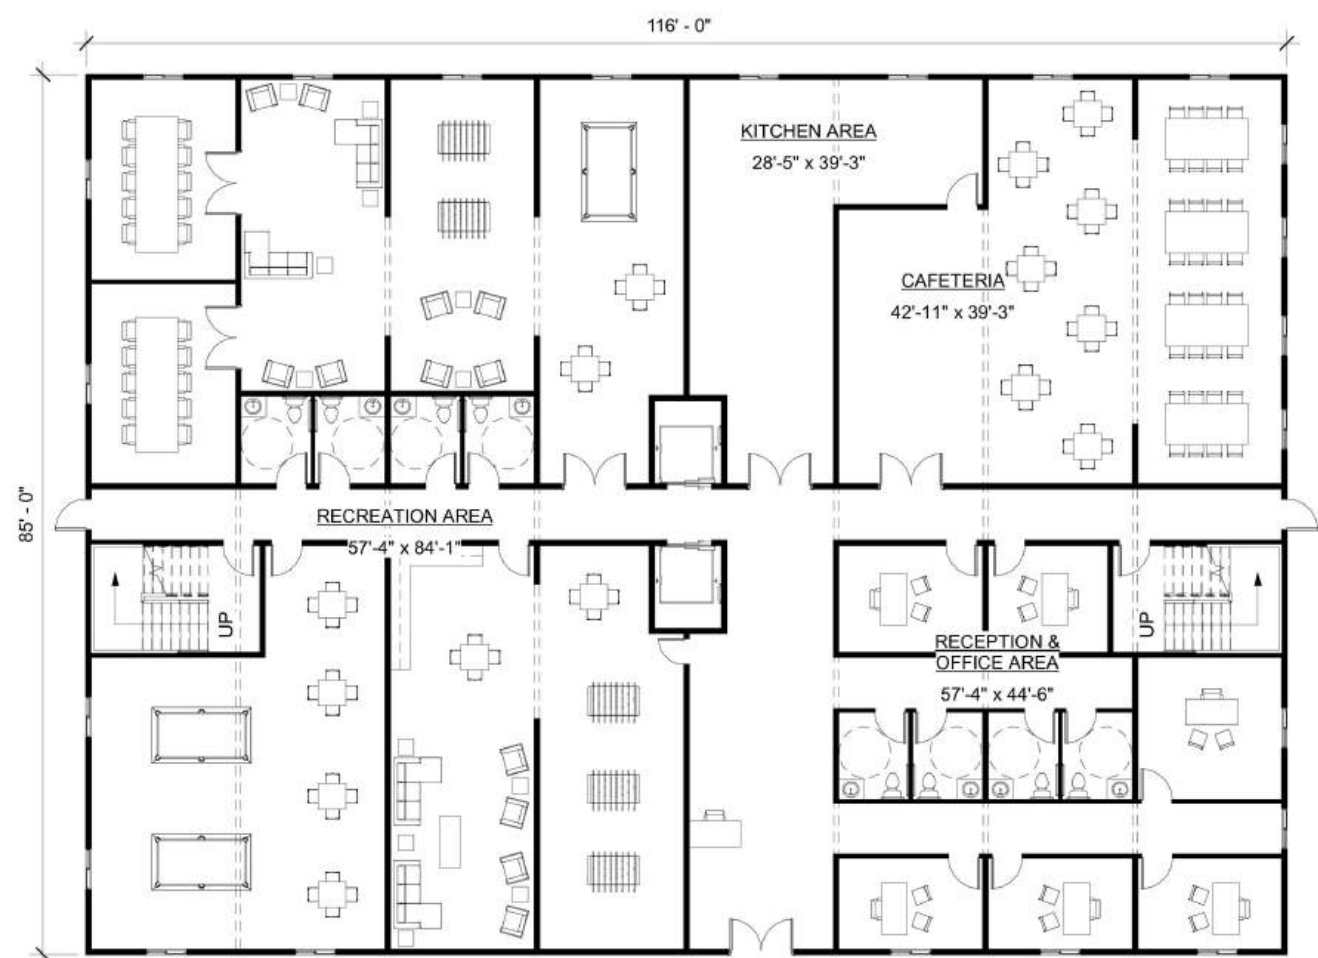 116' - 0"
KITCHEN AREA
28'-5" x 39'-3"
CAFETERIA
42'-11" x 39'-3"
85' - 0"
RECREATION AREA
57'-4" x 84'-1"
UP
UP
RECEPTION &
OFFICE AREA
57'-4" x 44'-6"